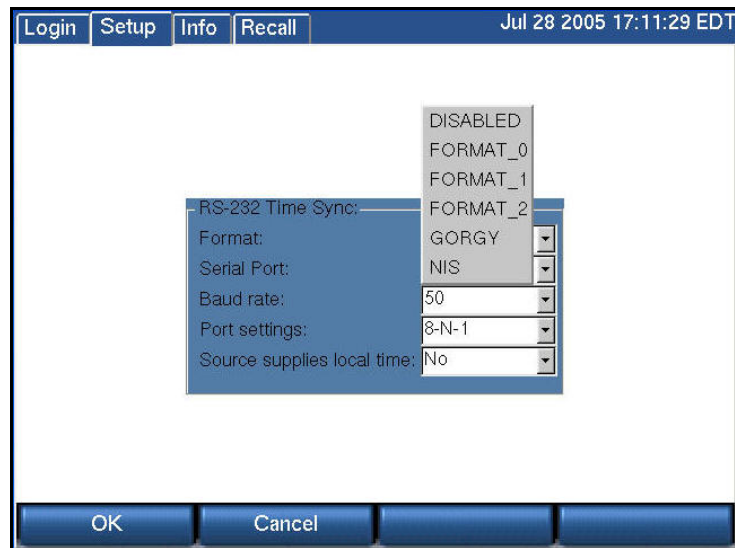 Login Setup Info Recall Jul 28 2005 17:11:29 EDT
DISABLED
FORMAT_0
FORMAT_1
FORMAT_2
GORGY
NIS
RS-232 Time Sync:
Format:
Serial Port:
Baud rate: 50
Port settings: 8-N-1
Source supplies local time: No
OK Cancel